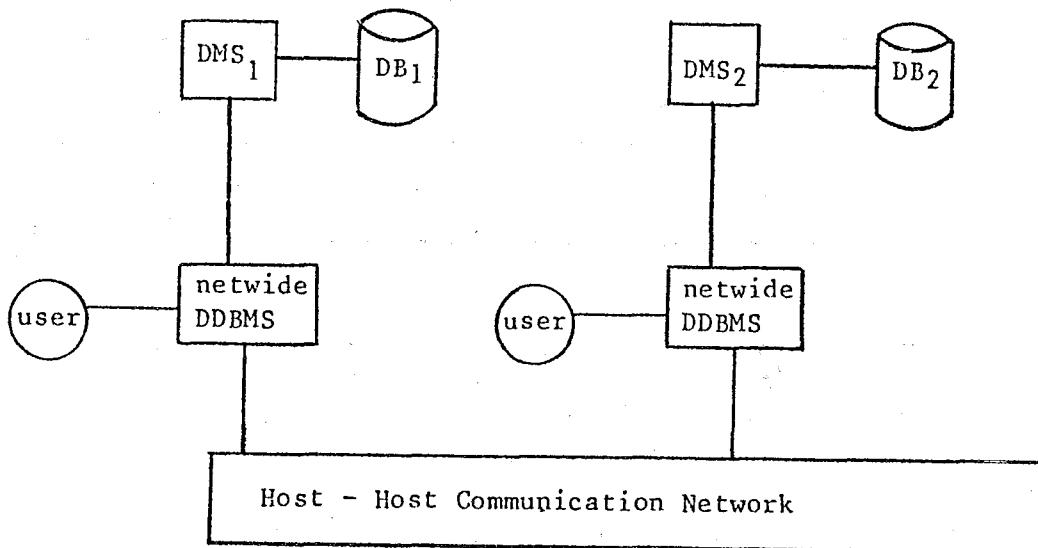 DMS1
DB1
DMS2
DB2
user
netwide
DDBMS
user
netwide
DDBMS
Host - Host Communication Network